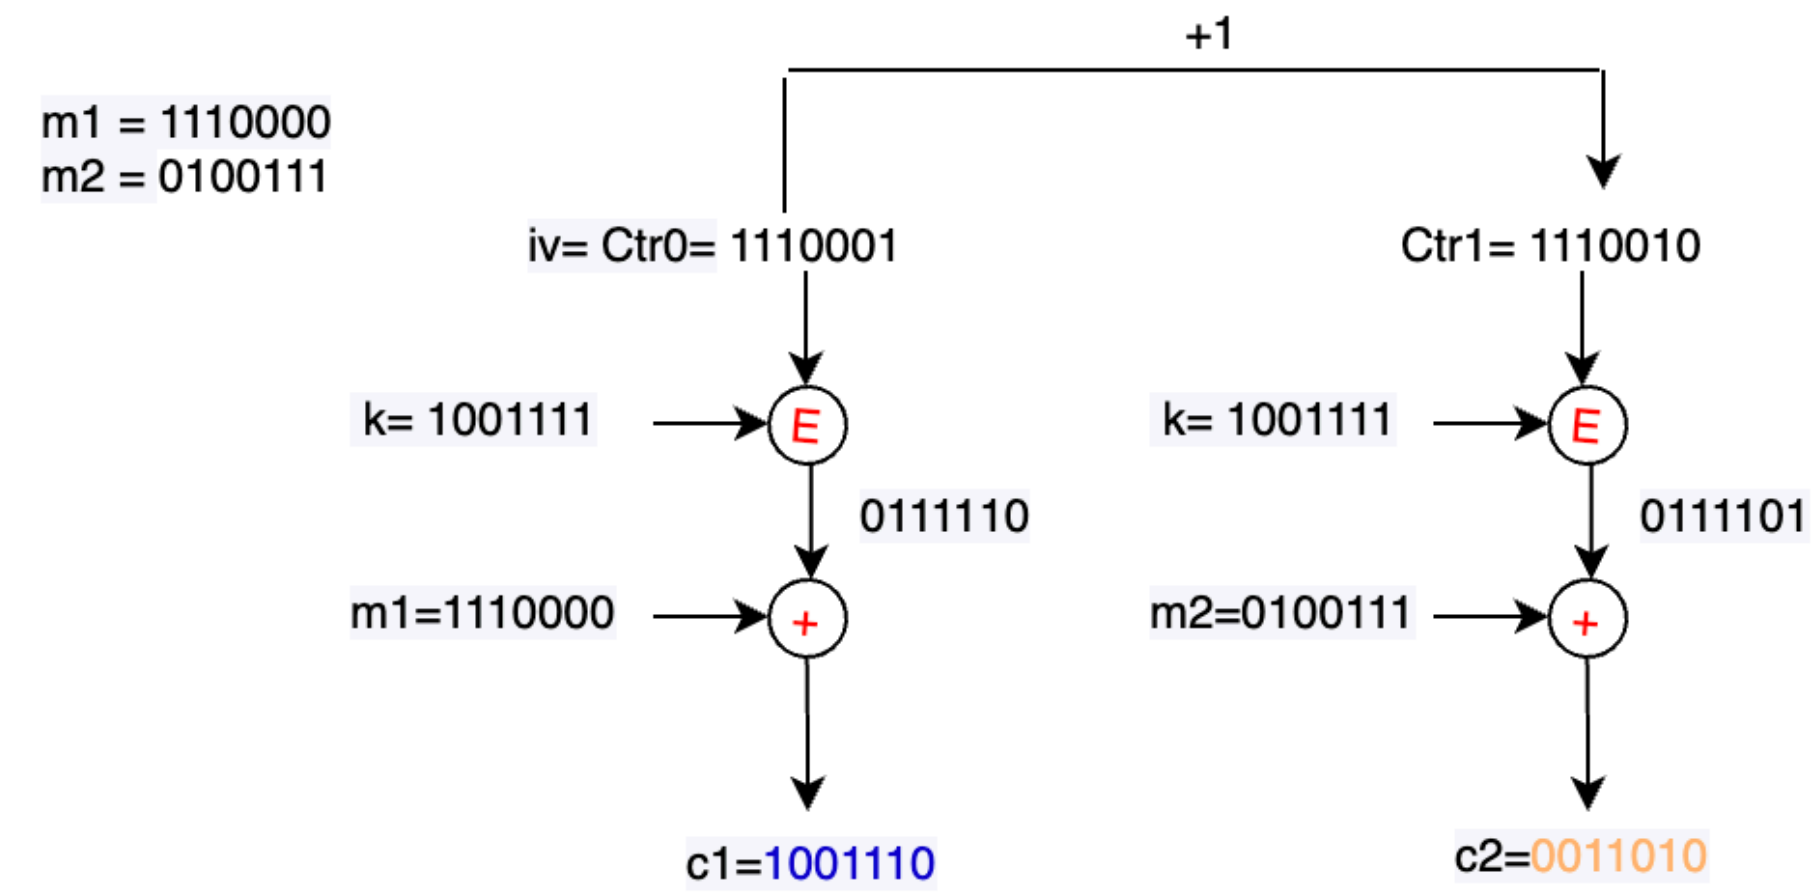 +1
m1 = 1110000
m2 = 0100111
iv= Ctr0= 1110001
Ctr1= 1110010
k= 1001111
E
k= 1001111
E
0111110
0111101
m1=1110000
+
m2=0100111
+
c1=1001110
c2=0011010